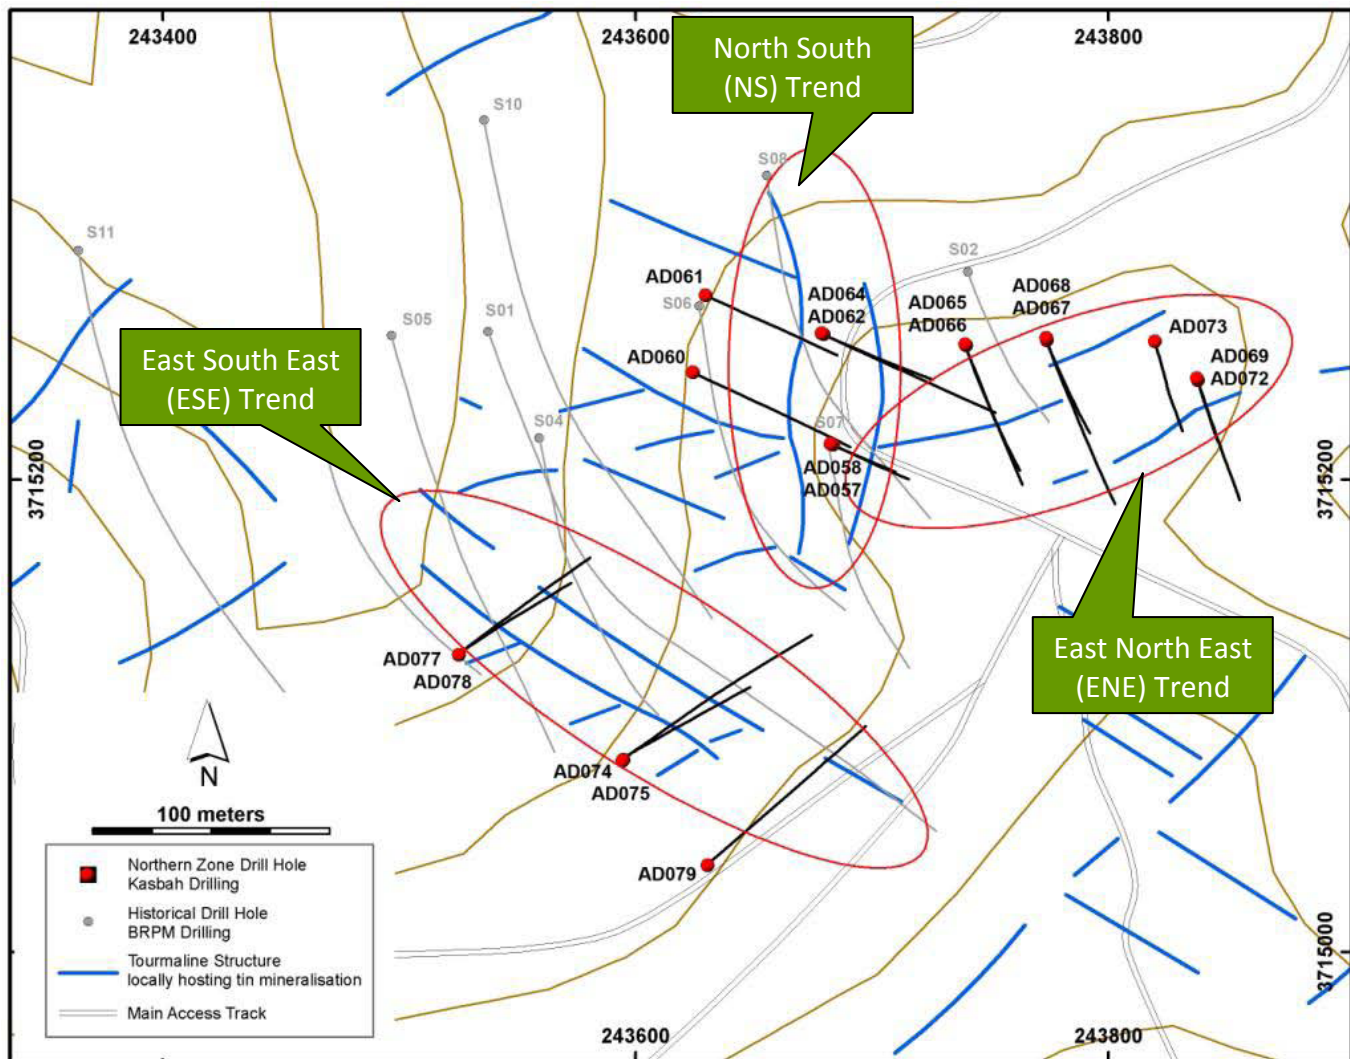 243400
243600
243800
North South
(NS) Trend
S10
S08
S11
S02
AD061
S06
AD064
AD062
AD065
AD066
AD068
AD067
AD073
AD069
AD072
S05
S01
AD060
East South East
(ESE) Trend
S04
S07
AD058
AD057
3715200
3715200
AD077
AD078
East North East
(ENE) Trend
N
AD074
AD075
100 meters
AD079
Northern Zone Drill Hole
Kasbah Drilling
Historical Drill Hole
BRPM Drilling
Tourmaline Structure
locally hosting tin mineralisation
Main Access Track
3715000
243600
243800